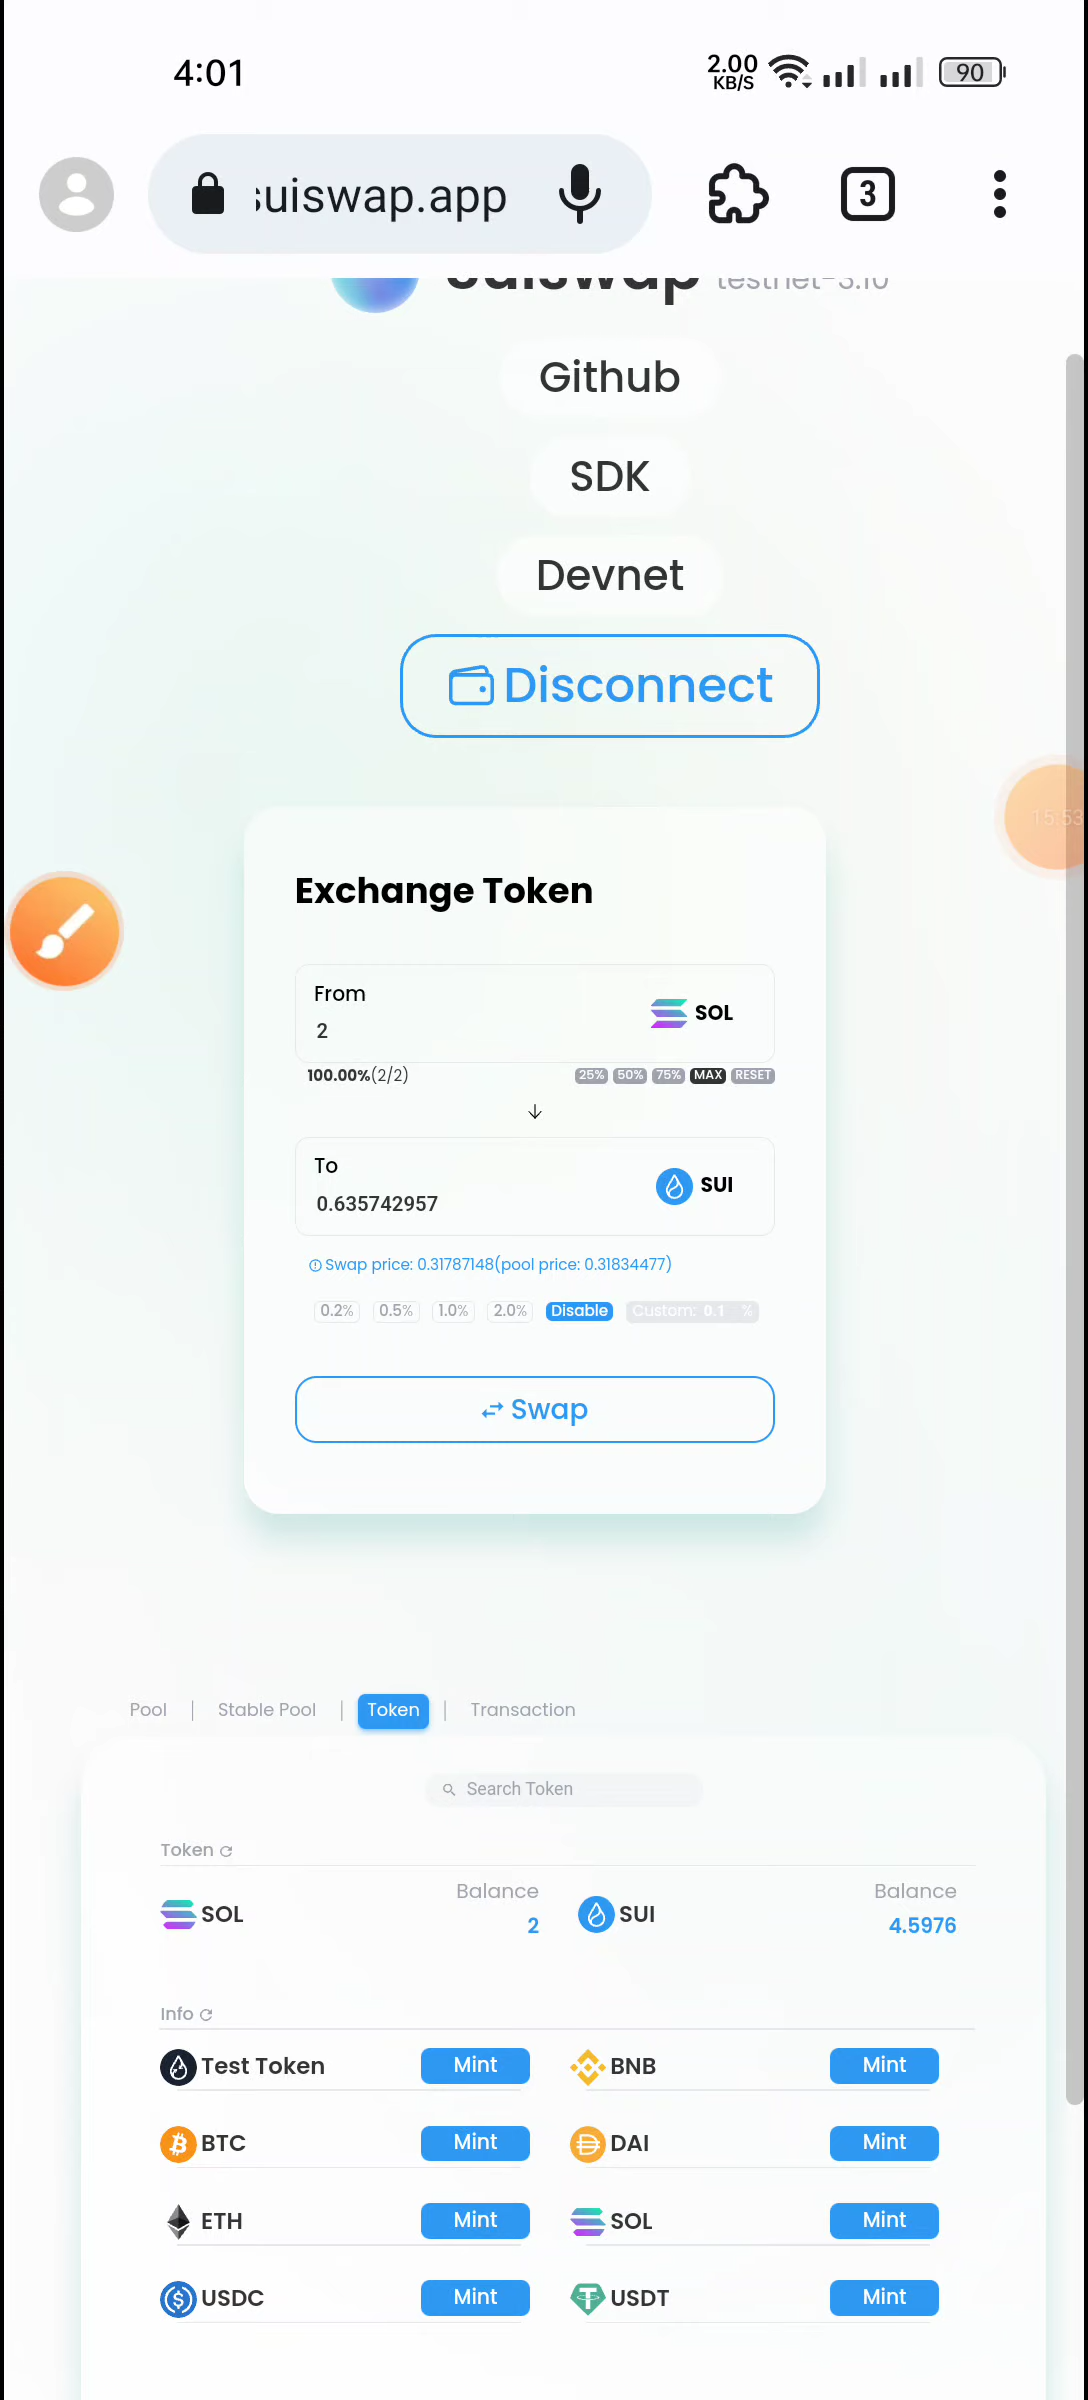 4:01
2.00
KB/S
90
suiswap.app
3
Suiswap testnet-3.10
Github
SDK
Devnet
Disconnect
15:53
Exchange Token
From
2
SOL
100.00%(2/2)
25% 50% 75% MAX RESET
To
0.635742957
SUI
Swap price: 0.31787148(pool price: 0.31834477)
0.2% 0.5% 1.0% 2.0% Disable Custom: 0.1 %
Swap
Pool | Stable Pool | Token | Transaction
Search Token
Token
SOL Balance 2 SUI Balance 4.5976
Info
Test Token Mint BNB Mint
BTC Mint DAI Mint
ETH Mint SOL Mint
USDC Mint USDT Mint